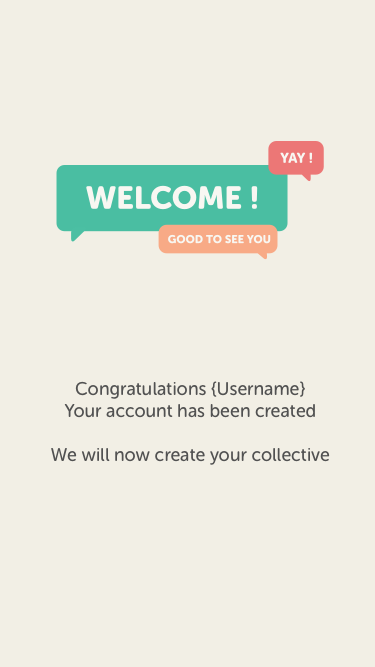 YAY !
WELCOME !
GOOD TO SEE YOU
Congratulations {Username}
Your account has been created
We will now create your collective